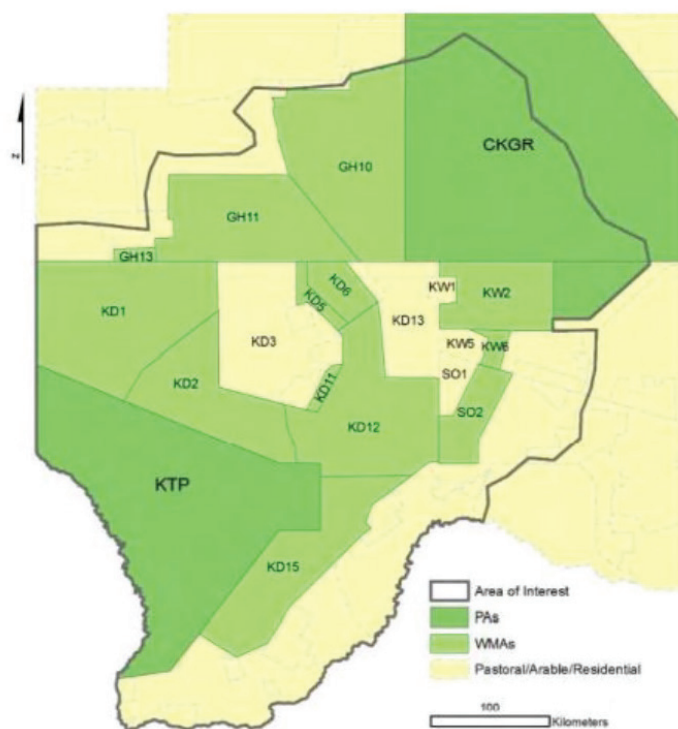 CKGR
GH10
GH11
GH13
KD1
KD6
KD5
KW1
KW2
KD3
KD13
KW5
KW6
KD2
KD11
SO1
SO2
KD12
KTP
KD15
N
Area of Interest
PAs
WMAs
Pastoral/Arable/Residential
100
Kilometers